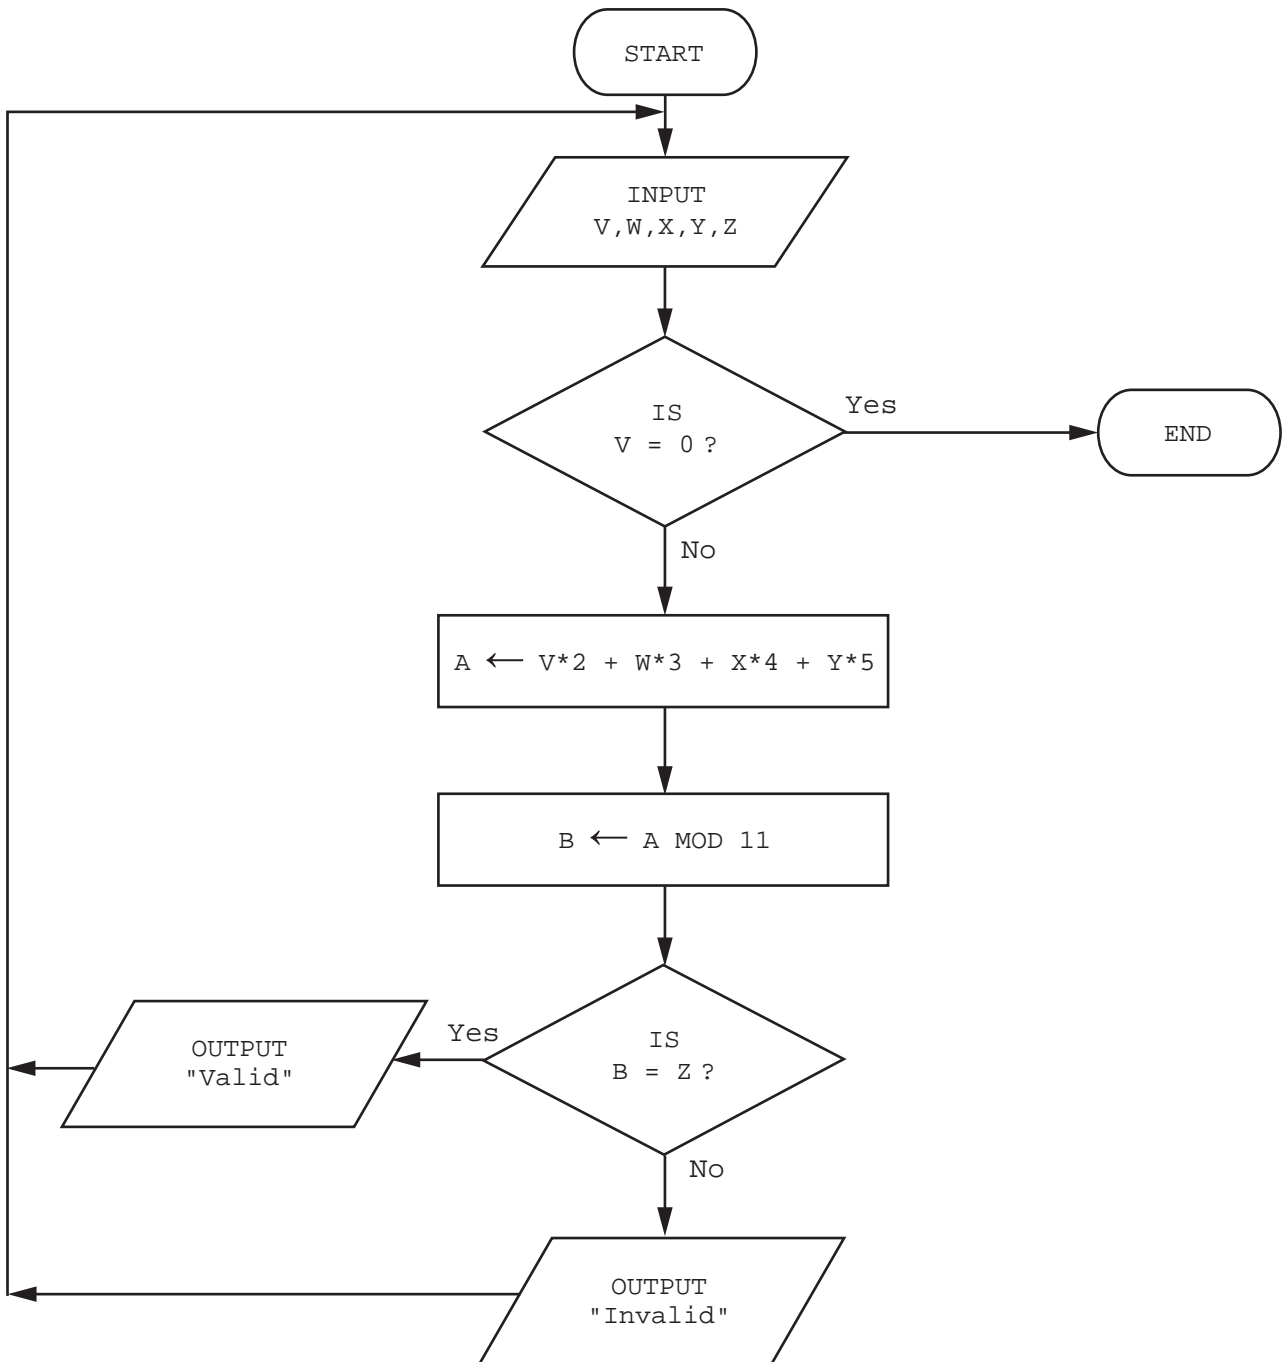 START
INPUT
V,W,X,Y,Z
IS
V = 0 ?
Yes
END
No
A ← V*2 + W*3 + X*4 + Y*5
B ← A MOD 11
IS
B = Z ?
Yes
OUTPUT
"Valid"
No
OUTPUT
"Invalid"